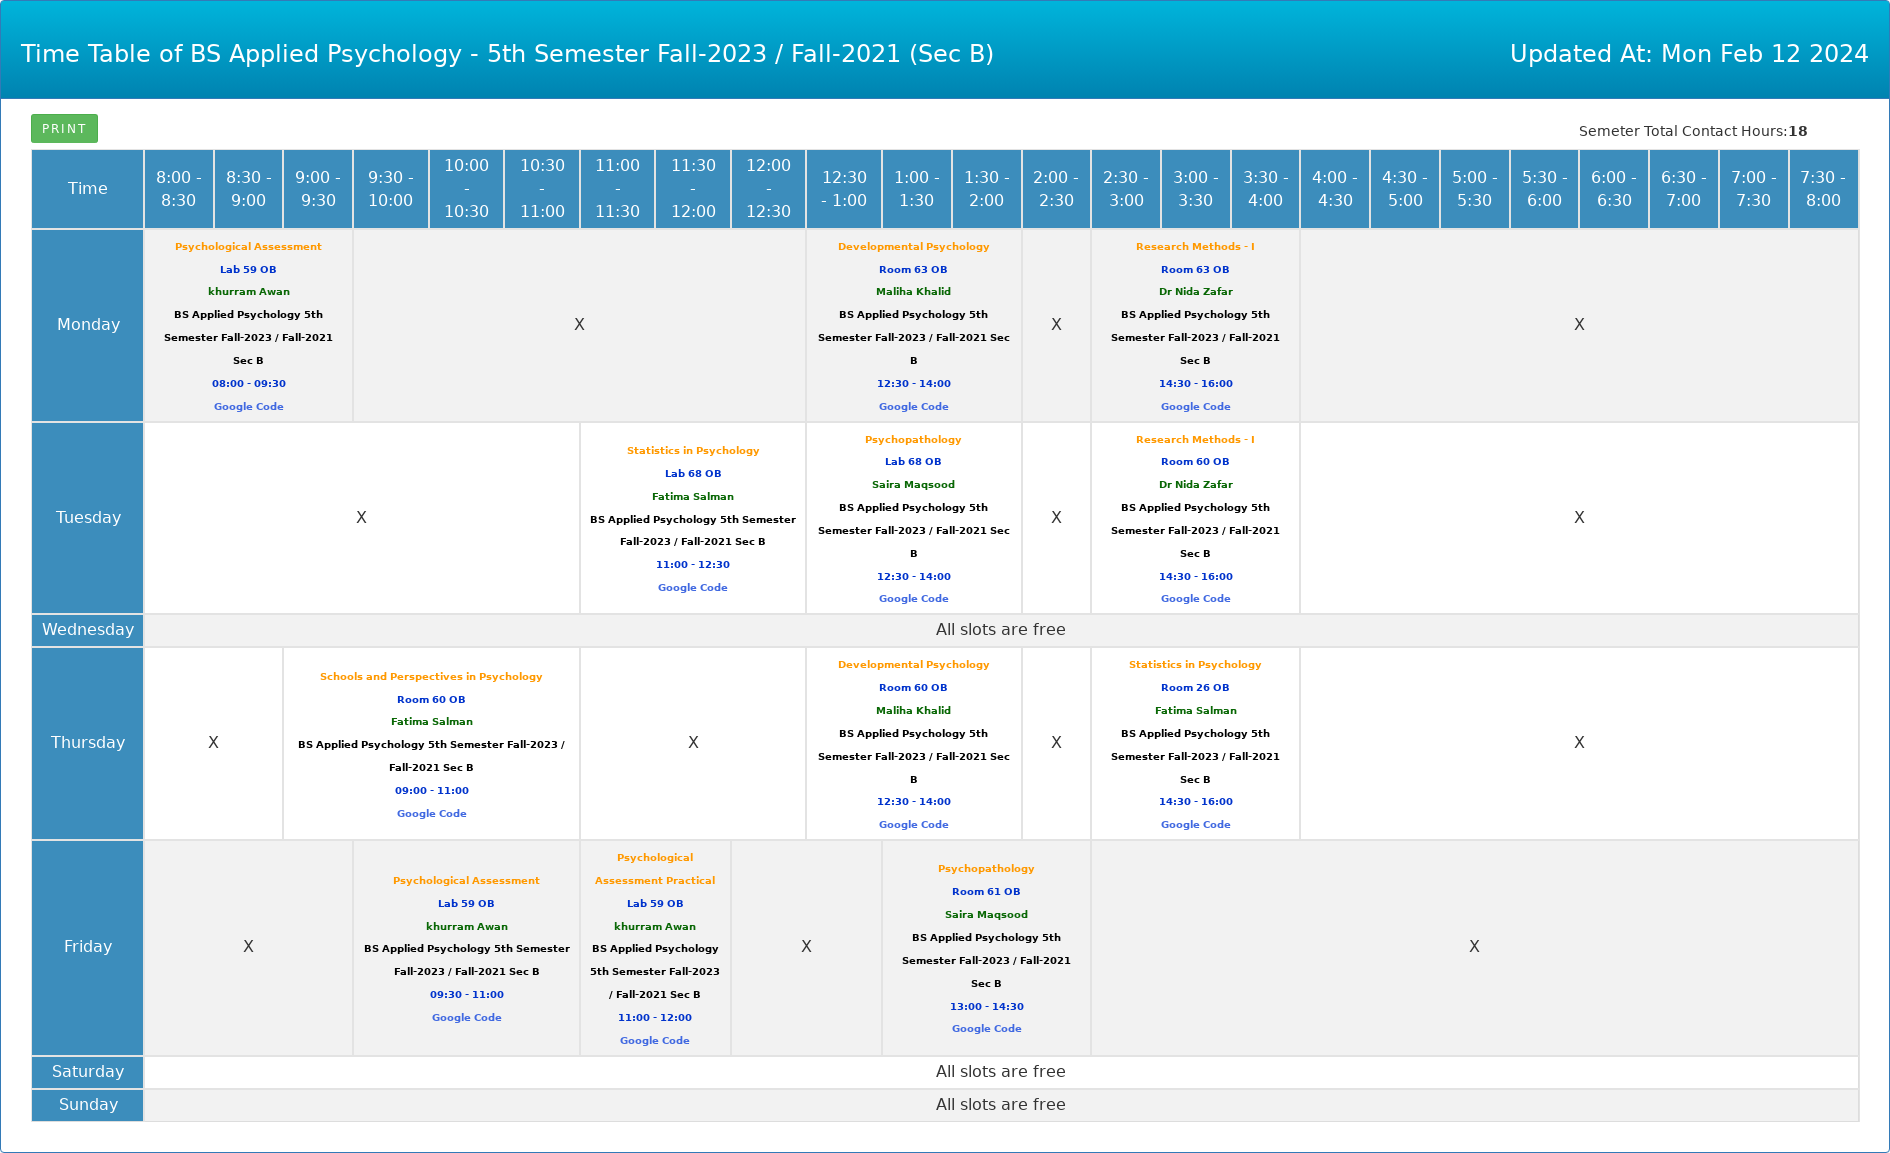 Time Table of BS Applied Psychology - 5th Semester Fall-2023 / Fall-2021 (Sec B)
Updated At: Mon Feb 12 2024
PRINT
Semeter Total Contact Hours:18
Time
8:00 -
8:30
8:30 -
9:00
9:00 -
9:30
9:30 -
10:00
10:00
-
10:30
10:30
-
11:00
11:00
-
11:30
11:30
-
12:00
12:00
-
12:30
12:30
- 1:00
1:00 -
1:30
1:30 -
2:00
2:00 -
2:30
2:30 -
3:00
3:00 -
3:30
3:30 -
4:00
4:00 -
4:30
4:30 -
5:00
5:00 -
5:30
5:30 -
6:00
6:00 -
6:30
6:30 -
7:00
7:00 -
7:30
7:30 -
8:00
Monday
Psychological Assessment
Lab 59 OB
khurram Awan
BS Applied Psychology 5th
Semester Fall-2023 / Fall-2021
Sec B
08:00 - 09:30
Google Code
X
Developmental Psychology
Room 63 OB
Maliha Khalid
BS Applied Psychology 5th
Semester Fall-2023 / Fall-2021 Sec
B
12:30 - 14:00
Google Code
X
Research Methods - I
Room 63 OB
Dr Nida Zafar
BS Applied Psychology 5th
Semester Fall-2023 / Fall-2021
Sec B
14:30 - 16:00
Google Code
X
Tuesday
X
Statistics in Psychology
Lab 68 OB
Fatima Salman
BS Applied Psychology 5th Semester
Fall-2023 / Fall-2021 Sec B
11:00 - 12:30
Google Code
Psychopathology
Lab 68 OB
Saira Maqsood
BS Applied Psychology 5th
Semester Fall-2023 / Fall-2021 Sec
B
12:30 - 14:00
Google Code
X
Research Methods - I
Room 60 OB
Dr Nida Zafar
BS Applied Psychology 5th
Semester Fall-2023 / Fall-2021
Sec B
14:30 - 16:00
Google Code
X
Wednesday
All slots are free
Thursday
X
Schools and Perspectives in Psychology
Room 60 OB
Fatima Salman
BS Applied Psychology 5th Semester Fall-2023 /
Fall-2021 Sec B
09:00 - 11:00
Google Code
X
Developmental Psychology
Room 60 OB
Maliha Khalid
BS Applied Psychology 5th
Semester Fall-2023 / Fall-2021 Sec
B
12:30 - 14:00
Google Code
X
Statistics in Psychology
Room 26 OB
Fatima Salman
BS Applied Psychology 5th
Semester Fall-2023 / Fall-2021
Sec B
14:30 - 16:00
Google Code
X
Friday
X
Psychological Assessment
Lab 59 OB
khurram Awan
BS Applied Psychology 5th Semester
Fall-2023 / Fall-2021 Sec B
09:30 - 11:00
Google Code
Psychological
Assessment Practical
Lab 59 OB
khurram Awan
BS Applied Psychology
5th Semester Fall-2023
/ Fall-2021 Sec B
11:00 - 12:00
Google Code
X
Psychopathology
Room 61 OB
Saira Maqsood
BS Applied Psychology 5th
Semester Fall-2023 / Fall-2021
Sec B
13:00 - 14:30
Google Code
X
Saturday
All slots are free
Sunday
All slots are free